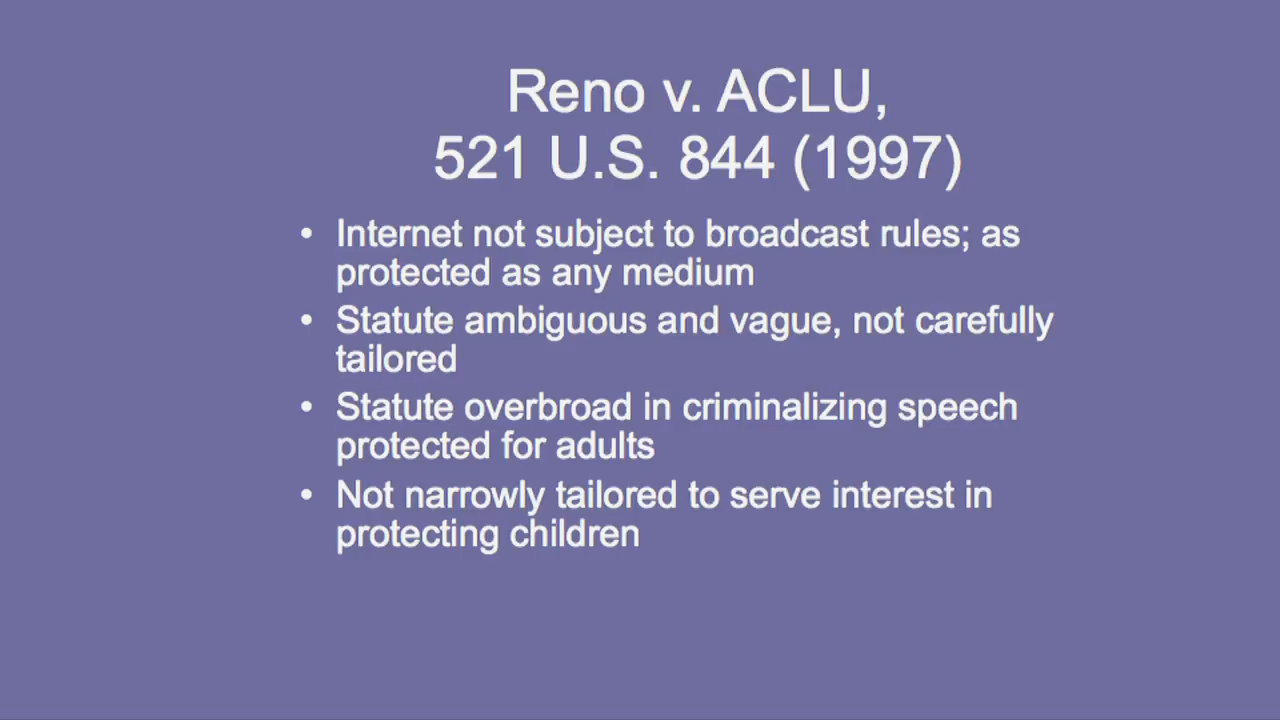 Reno v. ACLU,
521 U.S. 844 (1997)
• Internet not subject to broadcast rules; as
protected as any medium
• Statute ambiguous and vague, not carefully
tailored
• Statute overbroad in criminalizing speech
protected for adults
• Not narrowly tailored to serve interest in
protecting children